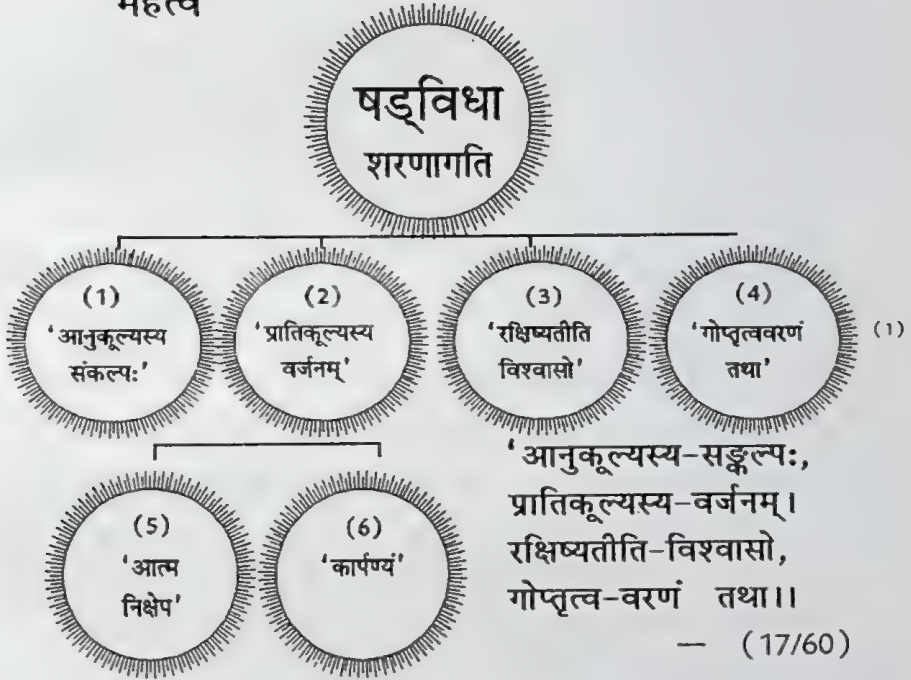 महत्व
षड्विधा
शरणागति
(1)
'आनुकूल्यस्य
संकल्प:'
(2)
'प्रातिकूल्यस्य
वर्जनम्'
(3)
'रक्षिष्यतीति
विश्वासो'
(4)
'गोप्तृत्ववरणं
तथा'
(1)
(5)
'आत्म
निक्षेप'
(6)
'कार्पण्यं'
'आनुकूल्यस्य-सङ्कल्प:,
प्रातिकूल्यस्य-वर्जनम्।
रक्षिष्यतीति-विश्वासो,
गोप्तृत्व-वरणं तथा।।
— (17/60)